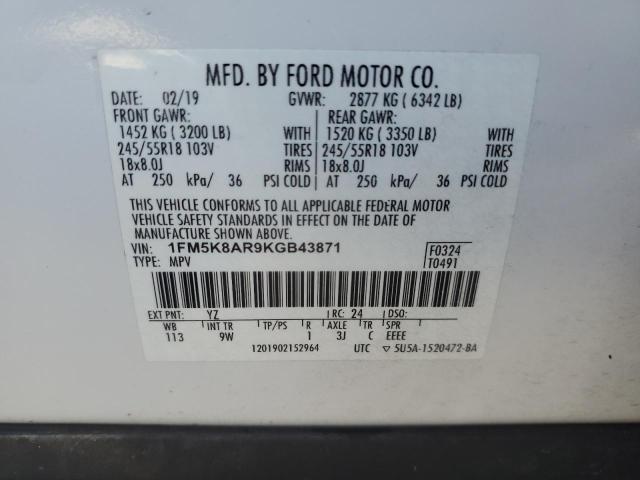 MFD. BY FORD MOTOR CO.
DATE: 02/19 GVWR: 2877 KG ( 6342 LB)
FRONT GAWR: REAR GAWR:
1452 KG ( 3200 LB) WITH 1520 KG ( 3350 LB) WITH
245/55R18 103V TIRES 245/55R18 103V TIRES
18x8.0J RIMS 18x8.0J RIMS
AT 250 kPa/ 36 PSI COLD AT 250 kPa/ 36 PSI COLD
THIS VEHICLE CONFORMS TO ALL APPLICABLE FEDERAL MOTOR
VEHICLE SAFETY STANDARDS IN EFFECT ON THE DATE OF
MANUFACTURE SHOWN ABOVE.
VIN: 1FM5K8AR9KGB43871 F0324
TYPE: MPV T0491
EXT PNT: YZ RC: 24 DSO:
WB INT TR TP/PS R AXLE TR SPR
113 9W 1 3J C EEEE
1201902152964 UTC ▽ 5U5A-1520472-BA